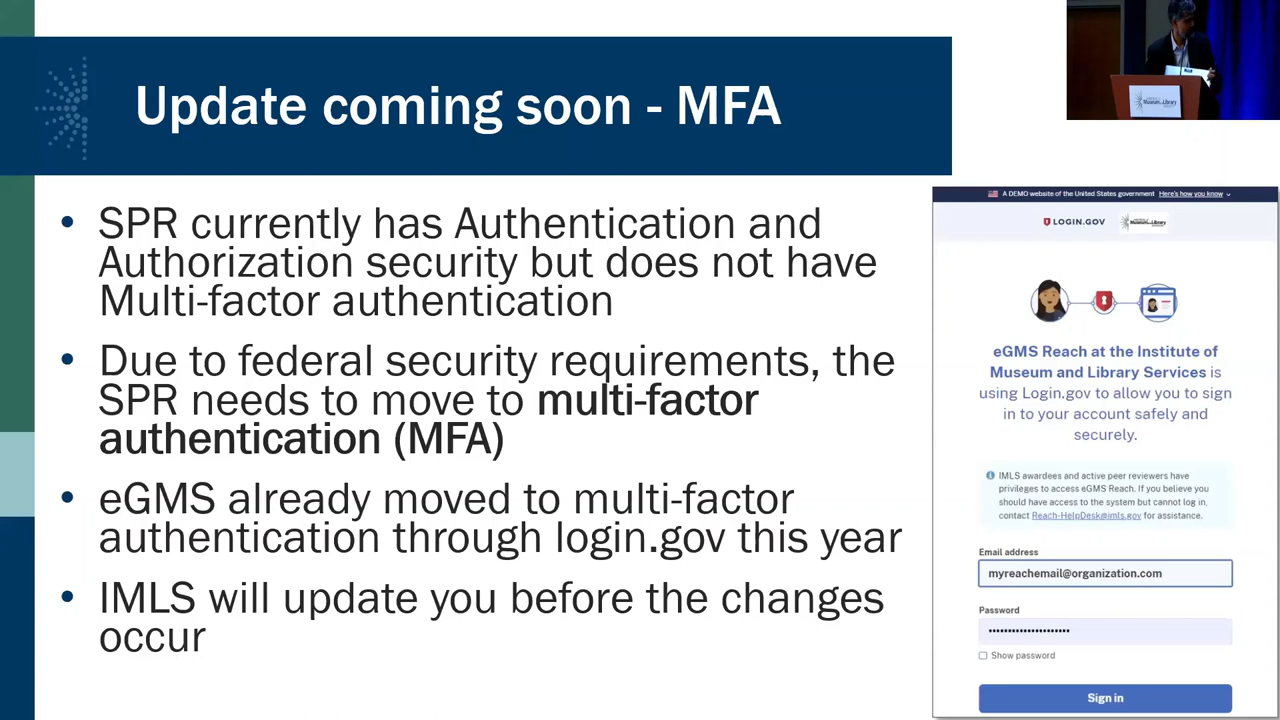 Update coming soon - MFA
• SPR currently has Authentication and
Authorization security but does not have
Multi-factor authentication
• Due to federal security requirements, the
SPR needs to move to multi-factor
authentication (MFA)
• eGMS already moved to multi-factor
authentication through login.gov this year
• IMLS will update you before the changes
occur
Museum and Library
A DEMO website of the United States government Here's how you know
LOGIN.GOV
Museum and Library
eGMS Reach at the Institute of
Museum and Library Services is
using Login.gov to allow you to sign
in to your account safely and
securely.
IMLS awardees and active peer reviewers have
privileges to access eGMS Reach. If you believe you
should have access to the system but cannot log in,
contact Reach-HelpDesk@imls.gov for assistance.
Email address
myreachemail@organization.com
Password
•••••••••••••••••••••
Show password
Sign in